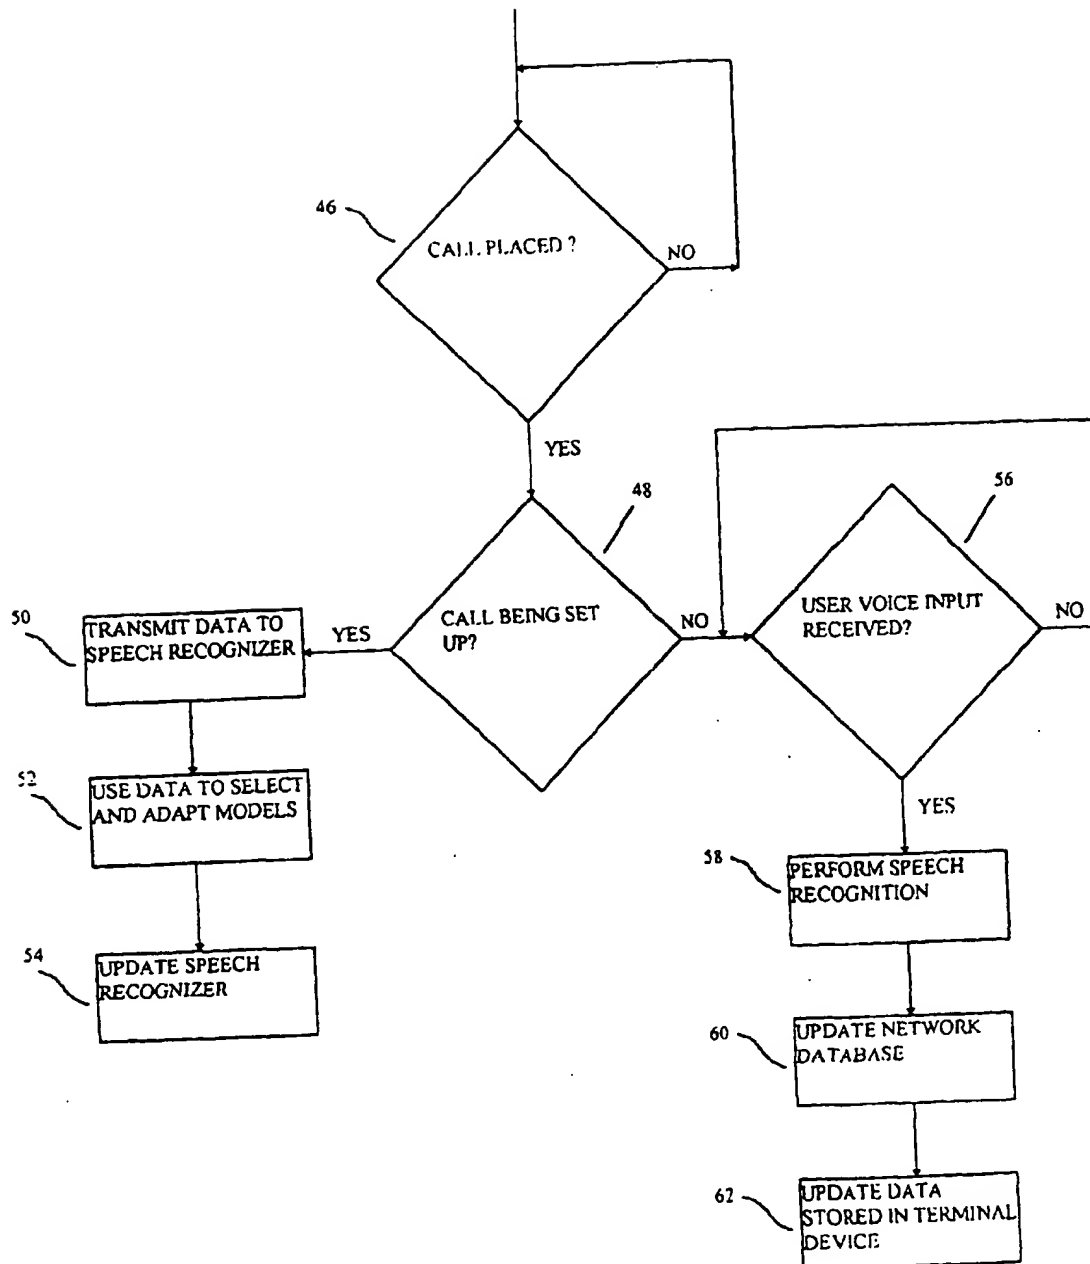 46
CALL PLACED ?
NO
YES
48
56
CALL BEING SET
UP?
YES
NO
USER VOICE INPUT
RECEIVED?
NO
50
TRANSMIT DATA TO
SPEECH RECOGNIZER
52
USE DATA TO SELECT
AND ADAPT MODELS
54
UPDATE SPEECH
RECOGNIZER
YES
58
PERFORM SPEECH
RECOGNITION
60
UPDATE NETWORK
DATABASE
62
UPDATE DATA
STORED IN TERMINAL
DEVICE